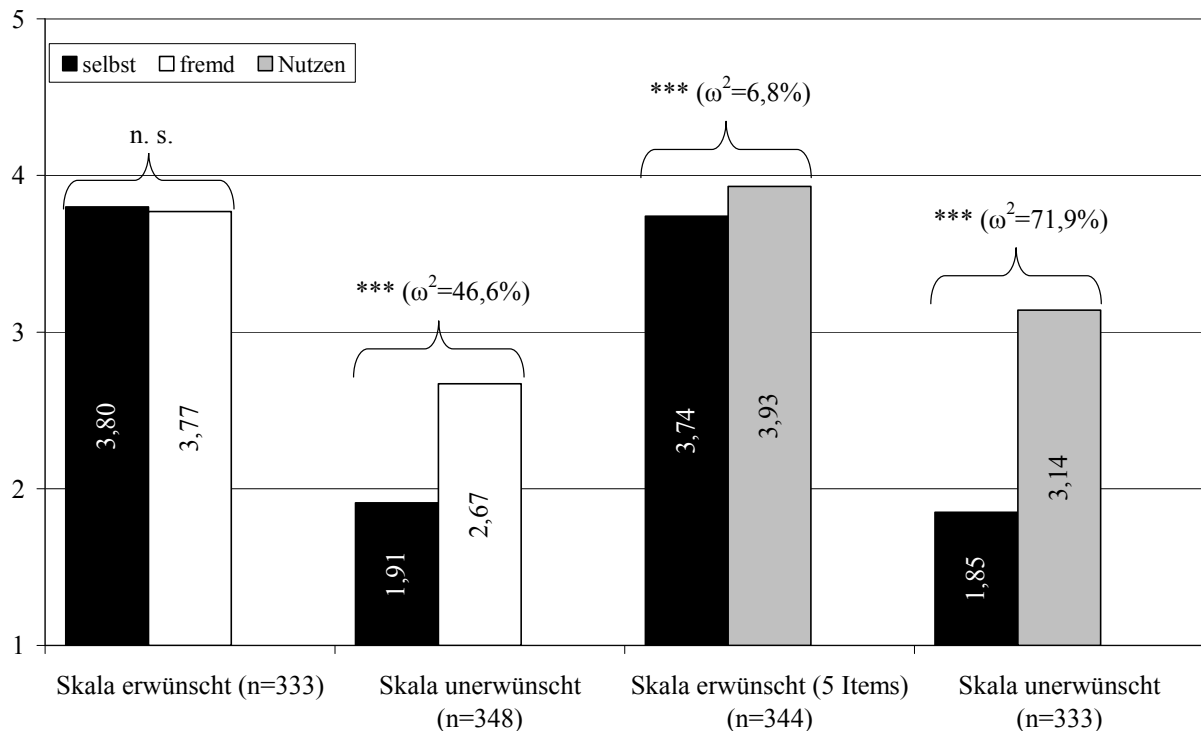 5
selbst fremd Nutzen
*** (ω²=6,8%)
n. s.
4
*** (ω²=71,9%)
*** (ω²=46,6%)
3
3,80
3,77
1,91
2,67
3,74
3,93
1,85
3,14
2
1
Skala erwünscht (n=333)
Skala unerwünscht
(n=348)
Skala erwünscht (5 Items)
(n=344)
Skala unerwünscht
(n=333)